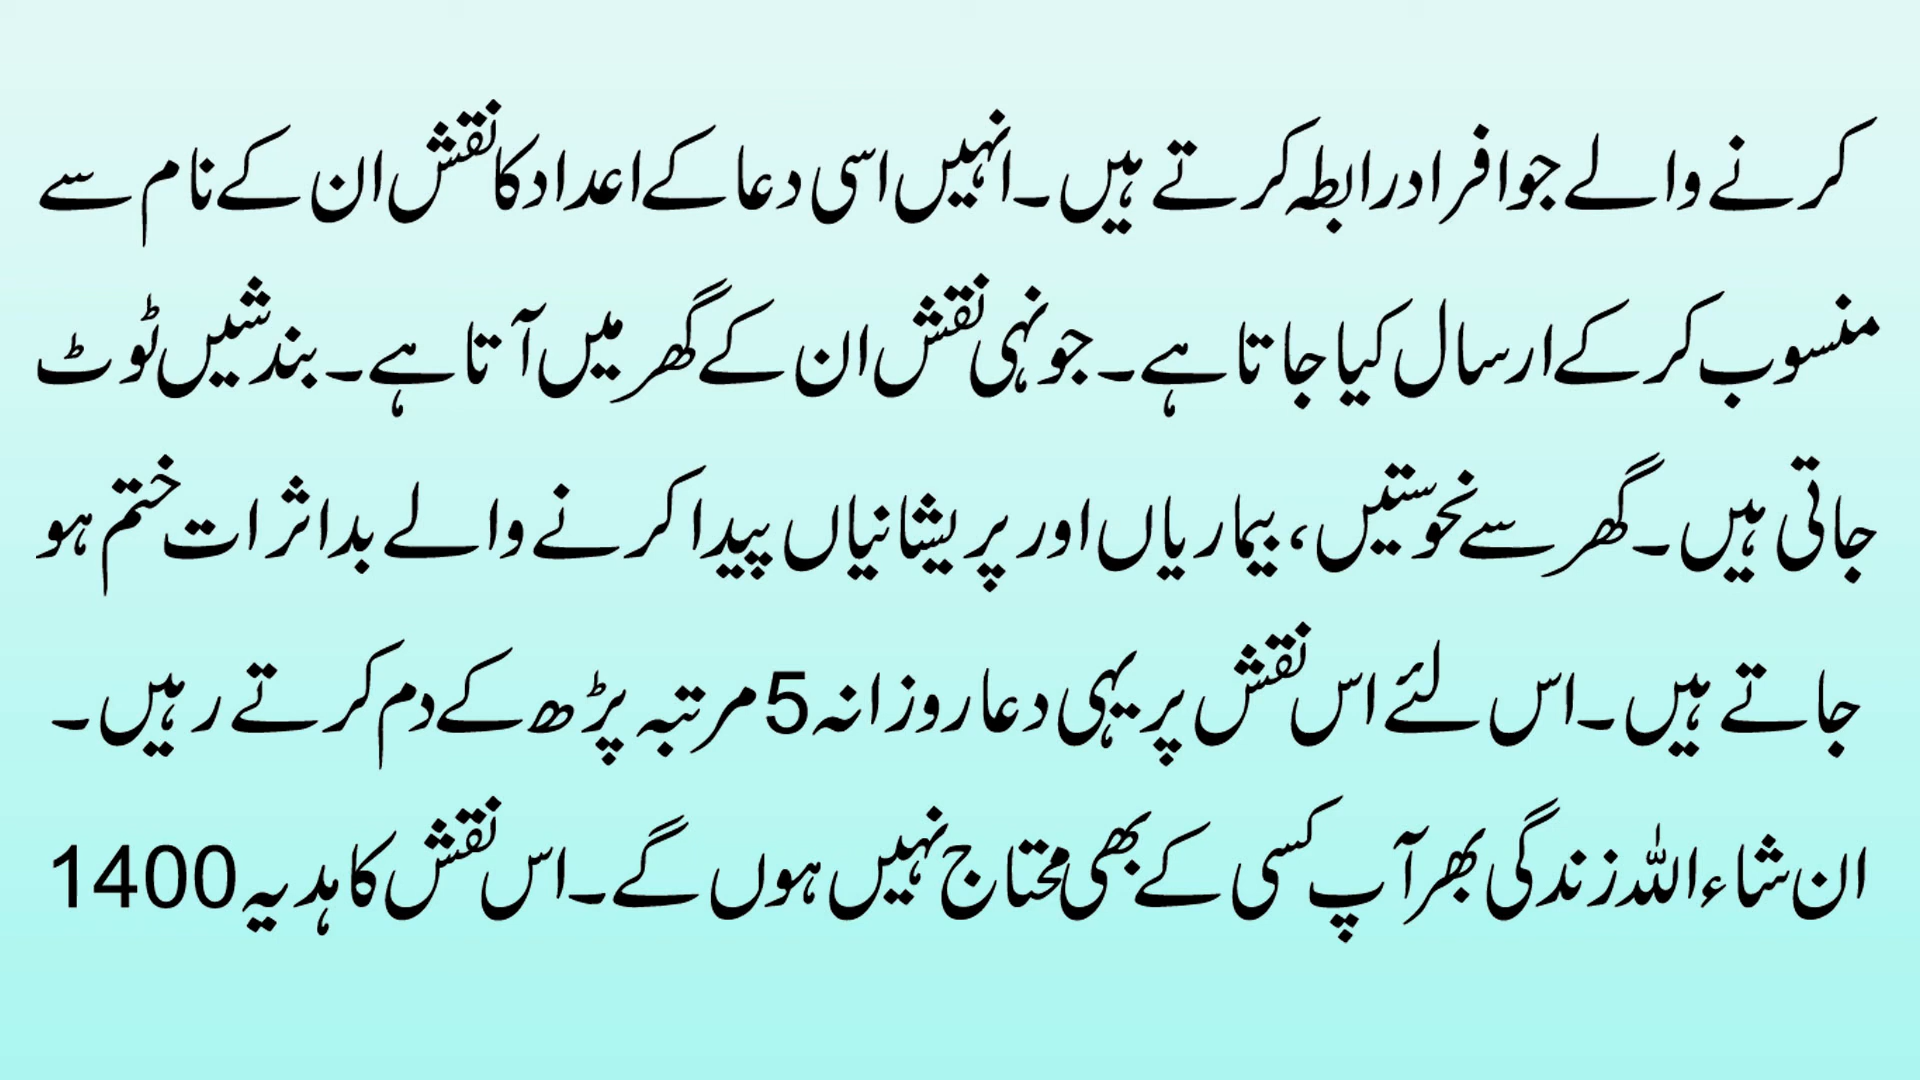 کرنے والے جو افراد رابطہ کرتے ہیں۔ انہیں اسی دعا کے اعداد کا نقش ان کے نام سے
منسوب کر کے ارسال کیا جاتا ہے۔ جونہی نقش ان کے گھر میں آتا ہے۔ بندشیں ٹوٹ
جاتی ہیں۔ گھر سے نحوستیں، بیماریاں اور پریشانیاں پیدا کرنے والے بداثرات ختم ہو
جاتے ہیں۔ اس لئے اس نقش پر یہی دعا روزانہ 5 مرتبہ پڑھ کے دم کرتے رہیں۔
ان شاء اللہ زندگی بھر آپ کسی کے بھی محتاج نہیں ہوں گے۔ اس نقش کا ہدیہ 1400